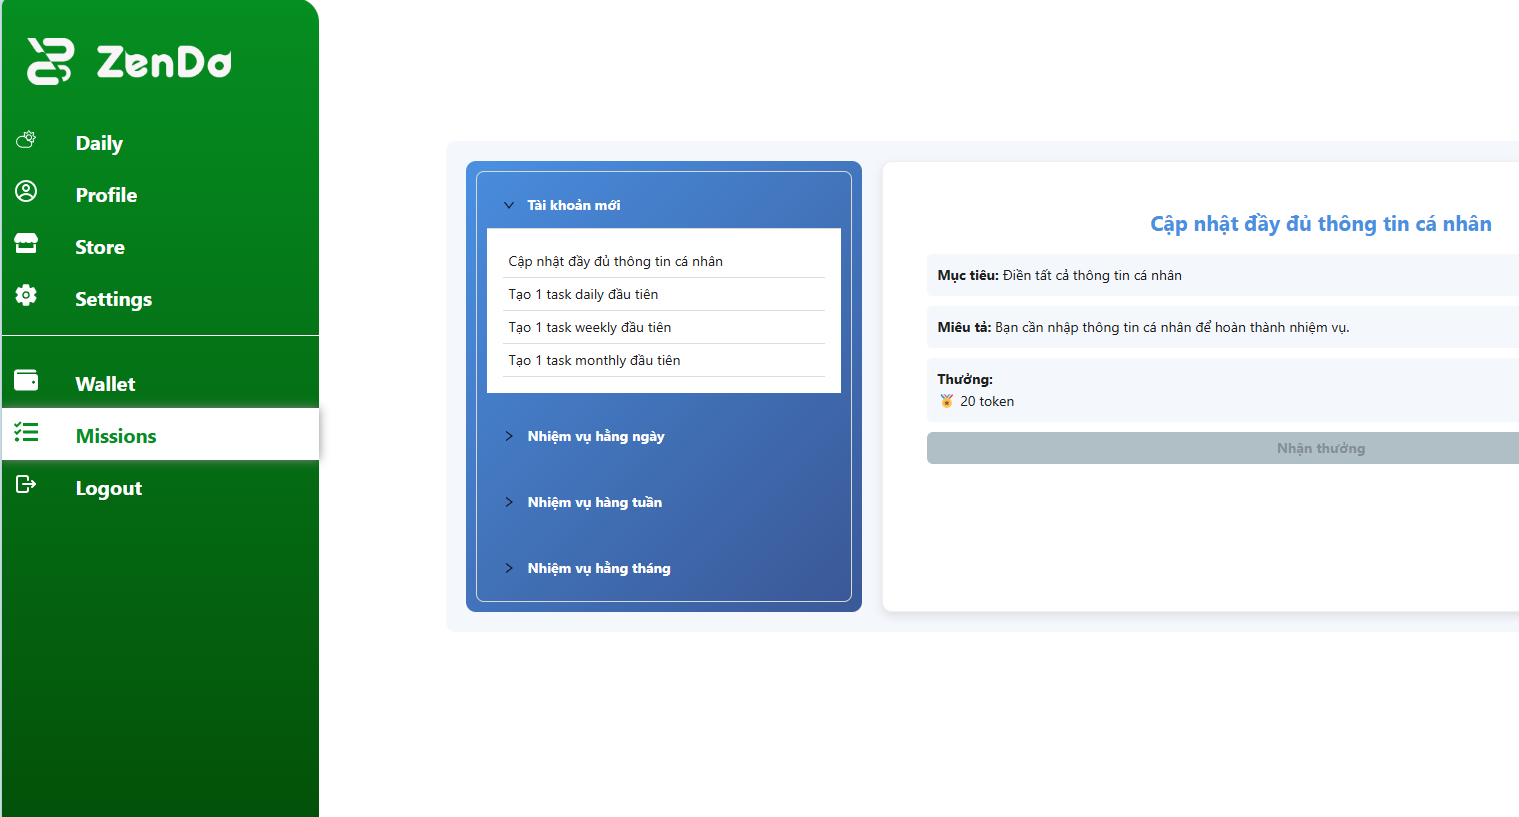 ZenDo
Daily
Profile
Store
Settings
Wallet
Missions
Logout
Tài khoản mới
Cập nhật đầy đủ thông tin cá nhân
Tạo 1 task daily đầu tiên
Tạo 1 task weekly đầu tiên
Tạo 1 task monthly đầu tiên
Nhiệm vụ hằng ngày
Nhiệm vụ hàng tuần
Nhiệm vụ hằng tháng
Cập nhật đầy đủ thông tin cá nhân
Mục tiêu: Điền tất cả thông tin cá nhân
Miêu tả: Bạn cần nhập thông tin cá nhân để hoàn thành nhiệm vụ.
Thưởng:
🏅 20 token
Nhận thưởng